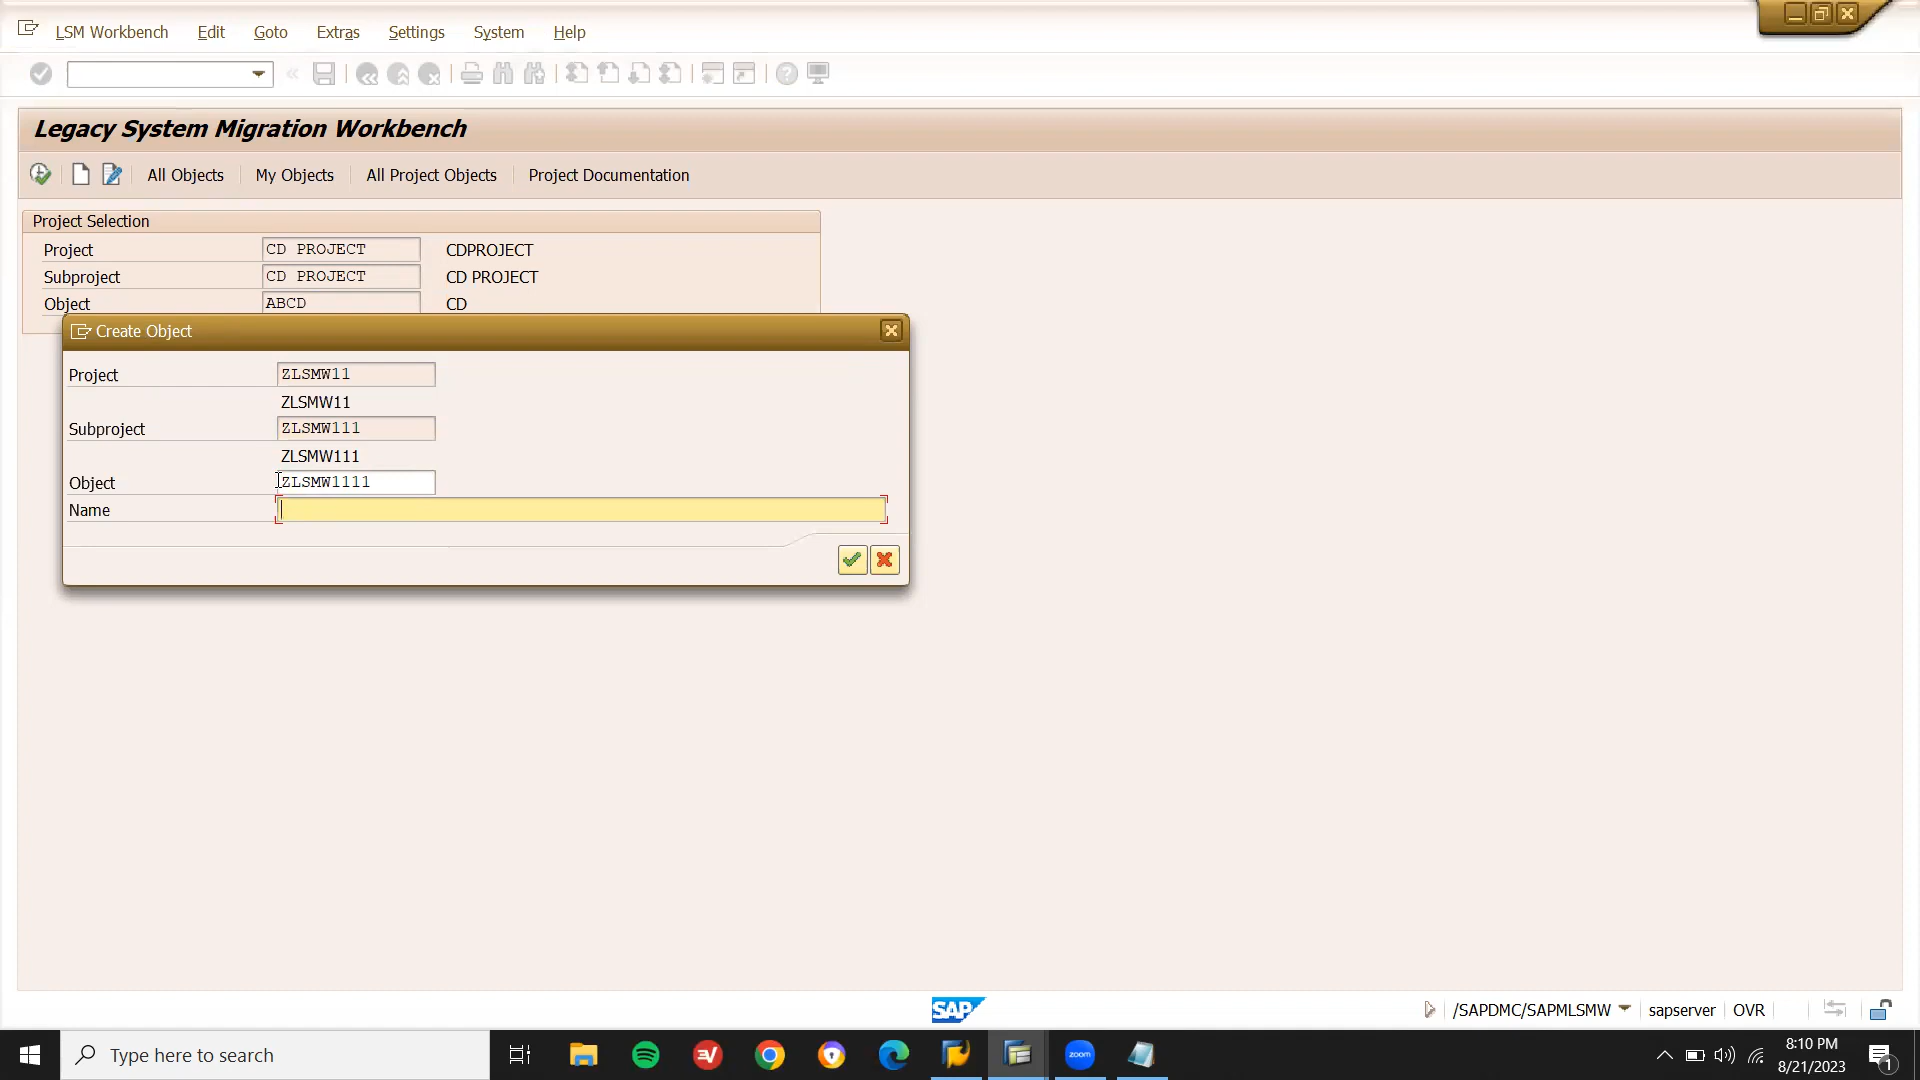 LSM Workbench Edit Goto Extras Settings System Help
Legacy System Migration Workbench
All Objects My Objects All Project Objects Project Documentation
Project Selection
Project CD PROJECT CDPROJECT
Subproject CD PROJECT CD PROJECT
Object ABCD CD
Create Object
Project ZLSMW11
ZLSMW11
Subproject ZLSMW111
ZLSMW111
Object ZLSMW1111
Name
SAP /SAPDMC/SAPMLSMW sapserver OVR
Type here to search EV zoom 8:10 PM
8/21/2023 1